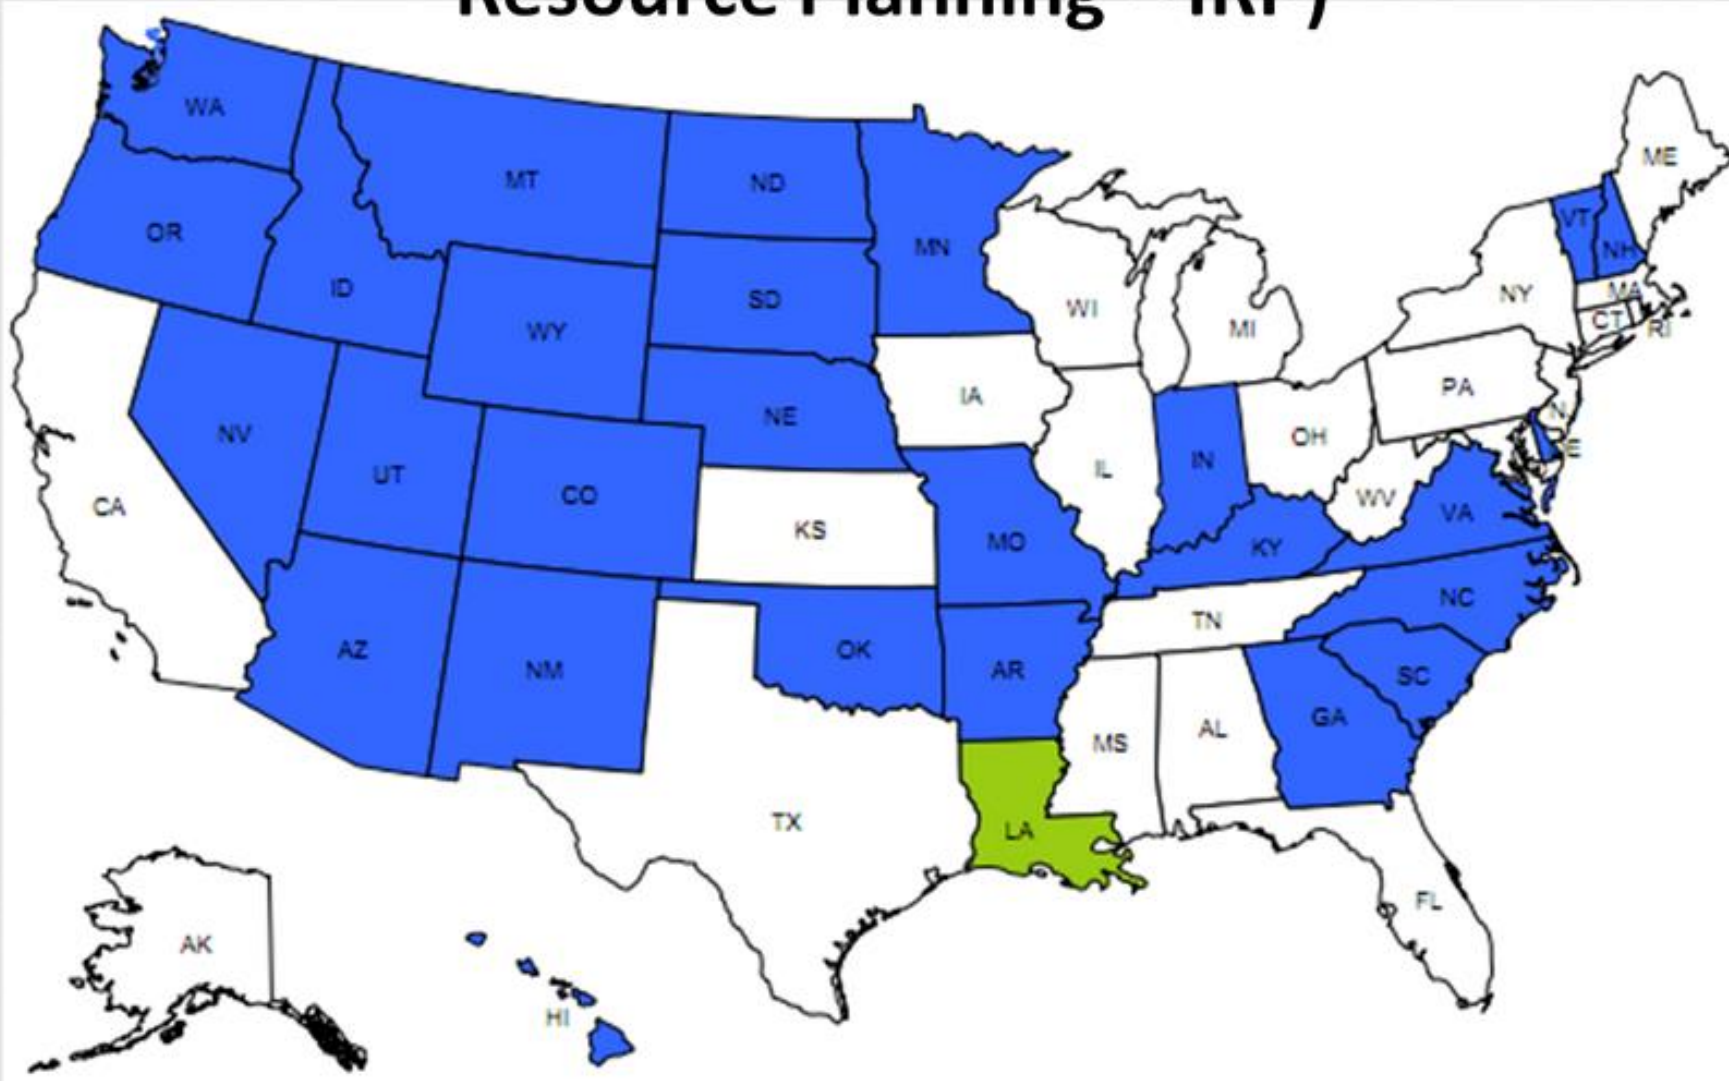 Resource Planning - IRP)
WA
MT
ND
ME
OR
MN
VT
NH
ID
SD
WY
WI
MI
NY
MA
CT
RI
IA
NE
PA
NV
UT
CO
IL
IN
OH
N
E
CA
KS
MO
WV
VA
KY
NC
TN
AZ
NM
OK
AR
SC
GA
MS
AL
TX
LA
FL
AK
HI